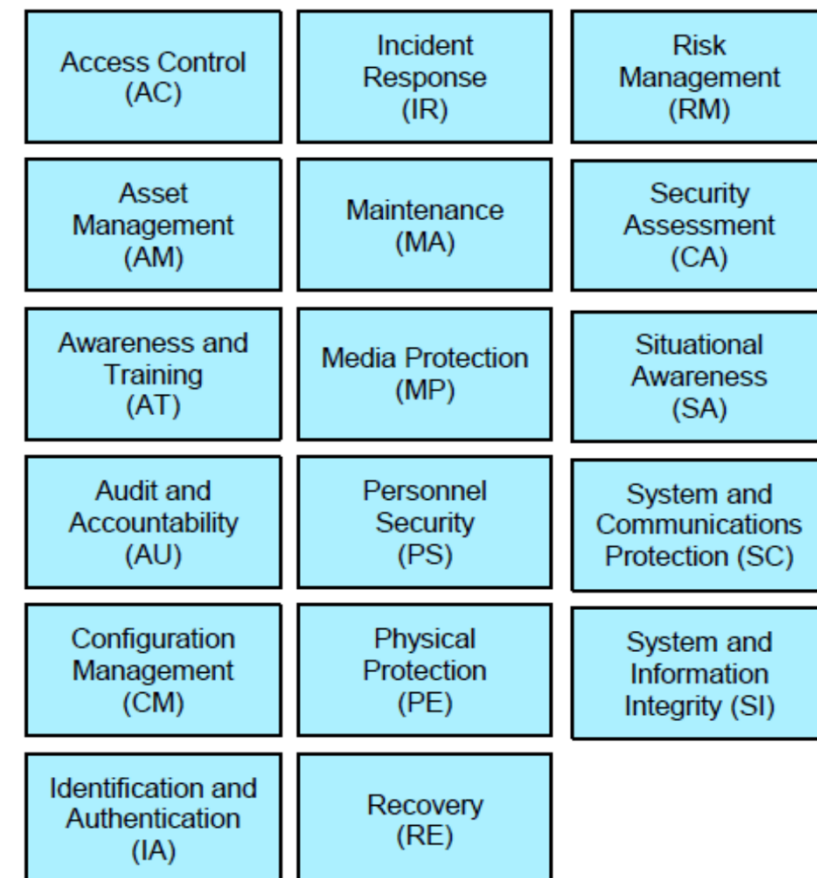 Access Control
(AC)
Incident
Response
(IR)
Risk
Management
(RM)
Asset
Management
(AM)
Maintenance
(MA)
Security
Assessment
(CA)
Awareness and
Training
(AT)
Media Protection
(MP)
Situational
Awareness
(SA)
Audit and
Accountability
(AU)
Personnel
Security
(PS)
System and
Communications
Protection (SC)
Configuration
Management
(CM)
Physical
Protection
(PE)
System and
Information
Integrity (SI)
Identification and
Authentication
(IA)
Recovery
(RE)